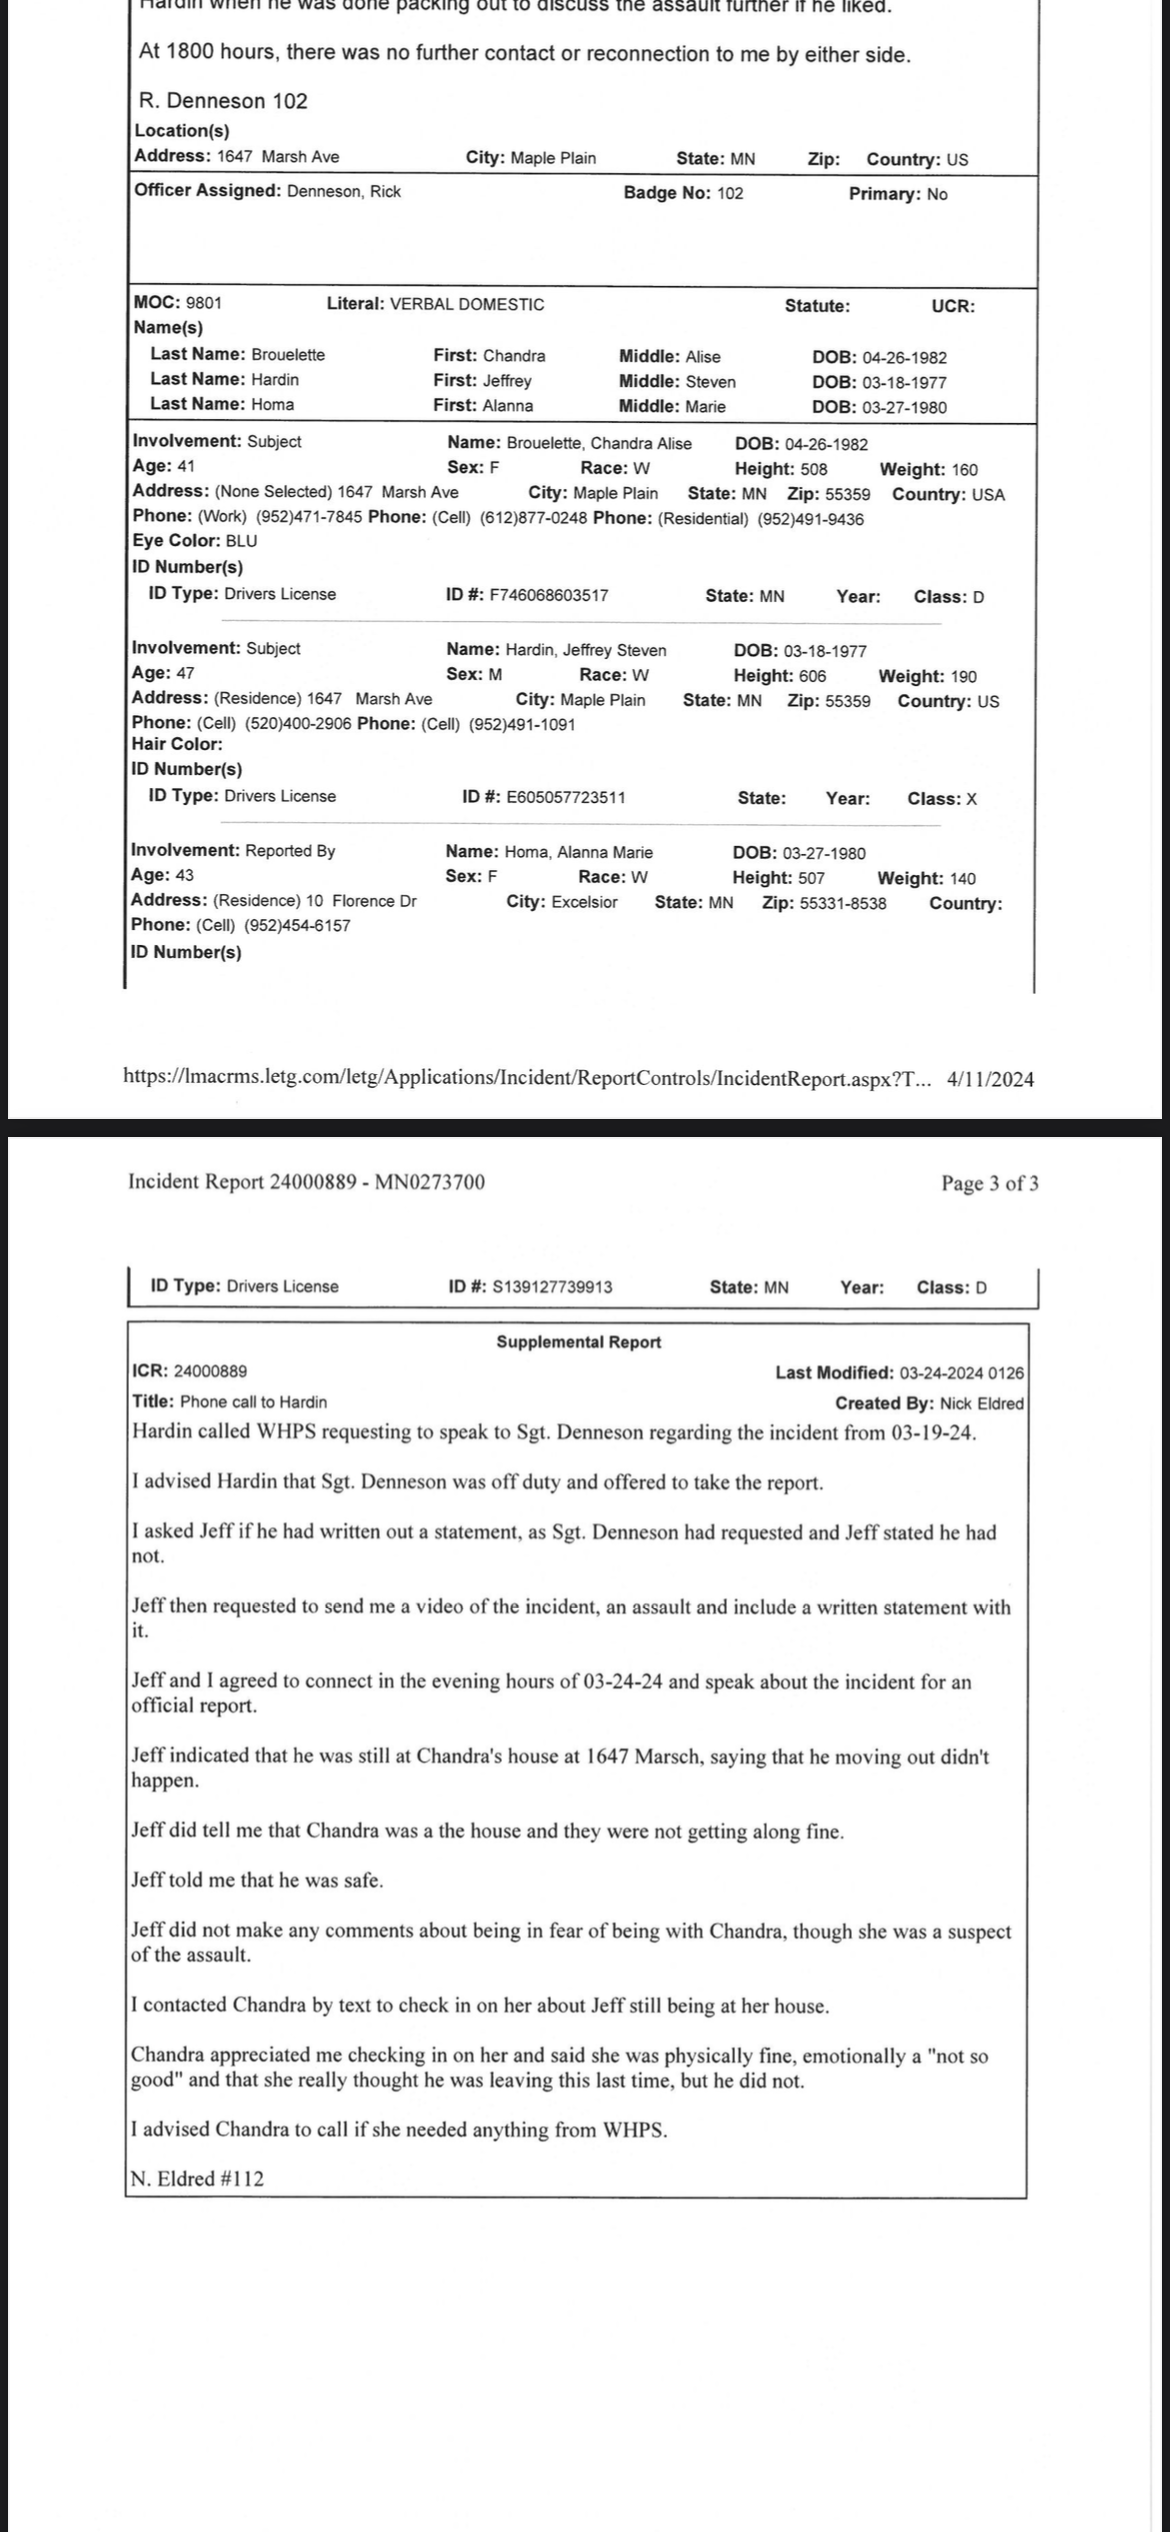 Hardin when he was done packing out to discuss the assault further if he liked.
At 1800 hours, there was no further contact or reconnection to me by either side.
R. Denneson 102
Location(s)
Address: 1647 Marsh Ave City: Maple Plain State: MN Zip: Country: US
Officer Assigned: Denneson, Rick Badge No: 102 Primary: No
MOC: 9801 Literal: VERBAL DOMESTIC Statute: UCR:
Name(s)
Last Name: Brouelette First: Chandra Middle: Alise DOB: 04-26-1982
Last Name: Hardin First: Jeffrey Middle: Steven DOB: 03-18-1977
Last Name: Homa First: Alanna Middle: Marie DOB: 03-27-1980
Involvement: Subject Name: Brouelette, Chandra Alise DOB: 04-26-1982
Age: 41 Sex: F Race: W Height: 508 Weight: 160
Address: (None Selected) 1647 Marsh Ave City: Maple Plain State: MN Zip: 55359 Country: USA
Phone: (Work) (952)471-7845 Phone: (Cell) (612)877-0248 Phone: (Residential) (952)491-9436
Eye Color: BLU
ID Number(s)
ID Type: Drivers License ID #: F746068603517 State: MN Year: Class: D
Involvement: Subject Name: Hardin, Jeffrey Steven DOB: 03-18-1977
Age: 47 Sex: M Race: W Height: 606 Weight: 190
Address: (Residence) 1647 Marsh Ave City: Maple Plain State: MN Zip: 55359 Country: US
Phone: (Cell) (520)400-2906 Phone: (Cell) (952)491-1091
Hair Color:
ID Number(s)
ID Type: Drivers License ID #: E605057723511 State: Year: Class: X
Involvement: Reported By Name: Homa, Alanna Marie DOB: 03-27-1980
Age: 43 Sex: F Race: W Height: 507 Weight: 140
Address: (Residence) 10 Florence Dr City: Excelsior State: MN Zip: 55331-8538 Country:
Phone: (Cell) (952)454-6157
ID Number(s)
https://lmacrms.letg.com/letg/Applications/Incident/ReportControls/IncidentReport.aspx?T... 4/11/2024
Incident Report 24000889 - MN0273700 Page 3 of 3
ID Type: Drivers License ID #: S139127739913 State: MN Year: Class: D
Supplemental Report
ICR: 24000889 Last Modified: 03-24-2024 0126
Title: Phone call to Hardin Created By: Nick Eldred
Hardin called WHPS requesting to speak to Sgt. Denneson regarding the incident from 03-19-24.
I advised Hardin that Sgt. Denneson was off duty and offered to take the report.
I asked Jeff if he had written out a statement, as Sgt. Denneson had requested and Jeff stated he had
not.
Jeff then requested to send me a video of the incident, an assault and include a written statement with
it.
Jeff and I agreed to connect in the evening hours of 03-24-24 and speak about the incident for an
official report.
Jeff indicated that he was still at Chandra's house at 1647 Marsch, saying that he moving out didn't
happen.
Jeff did tell me that Chandra was a the house and they were not getting along fine.
Jeff told me that he was safe.
Jeff did not make any comments about being in fear of being with Chandra, though she was a suspect
of the assault.
I contacted Chandra by text to check in on her about Jeff still being at her house.
Chandra appreciated me checking in on her and said she was physically fine, emotionally a "not so
good" and that she really thought he was leaving this last time, but he did not.
I advised Chandra to call if she needed anything from WHPS.
N. Eldred #112